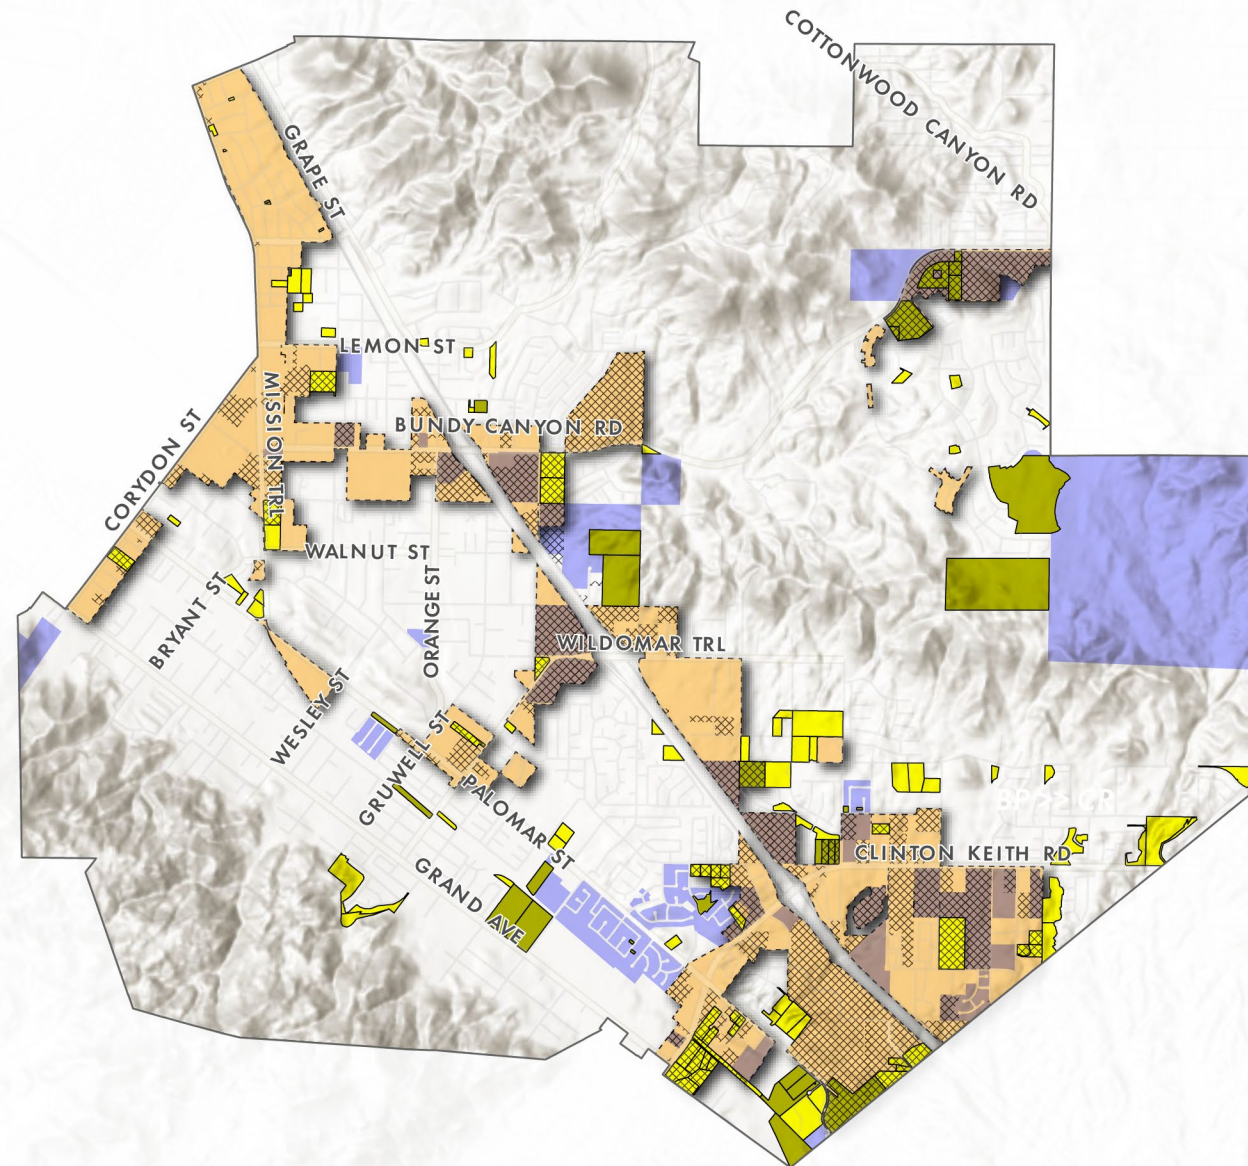 COTTONWOOD CANYON RD
GRAPE ST
LEMON ST
MISSION TRL
BUNDY CANYON RD
CORYDON ST
WALNUT ST
ORANGE ST
BRYANT ST
WILDOMAR TRL
WESLEY ST
GRUWELL ST
PALOMAR ST
CLINTON KEITH RD
GRAND AVE